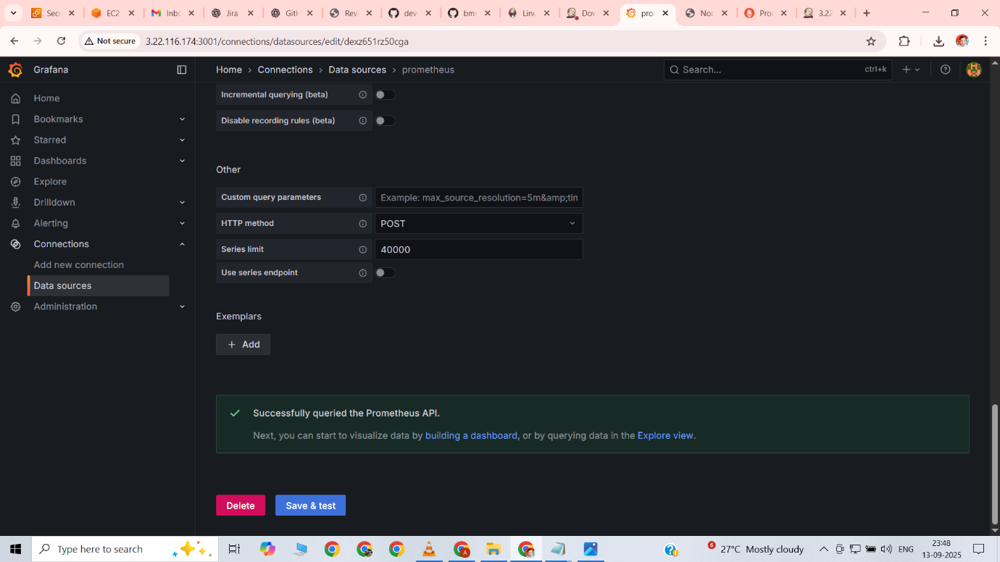 Sec
EC2
Inb
Jira
Git
Rev
dev
bm
Linu
Dov
pro
Noc
Pro
3.22
Not secure
3.22.116.174:3001/connections/datasources/edit/dexz651rz50cga
Grafana
Home › Connections › Data sources › prometheus
Search... ctrl+k
Home
Bookmarks
Starred
Dashboards
Explore
Drilldown
Alerting
Connections
Add new connection
Data sources
Administration
Incremental querying (beta)
Disable recording rules (beta)
Other
Custom query parameters Example: max_source_resolution=5m&amp;tin
HTTP method POST
Series limit 40000
Use series endpoint
Exemplars
+ Add
Successfully queried the Prometheus API.
Next, you can start to visualize data by building a dashboard, or by querying data in the Explore view.
Delete Save & test
Type here to search
6 27°C Mostly cloudy
ENG
23:48
13-09-2025